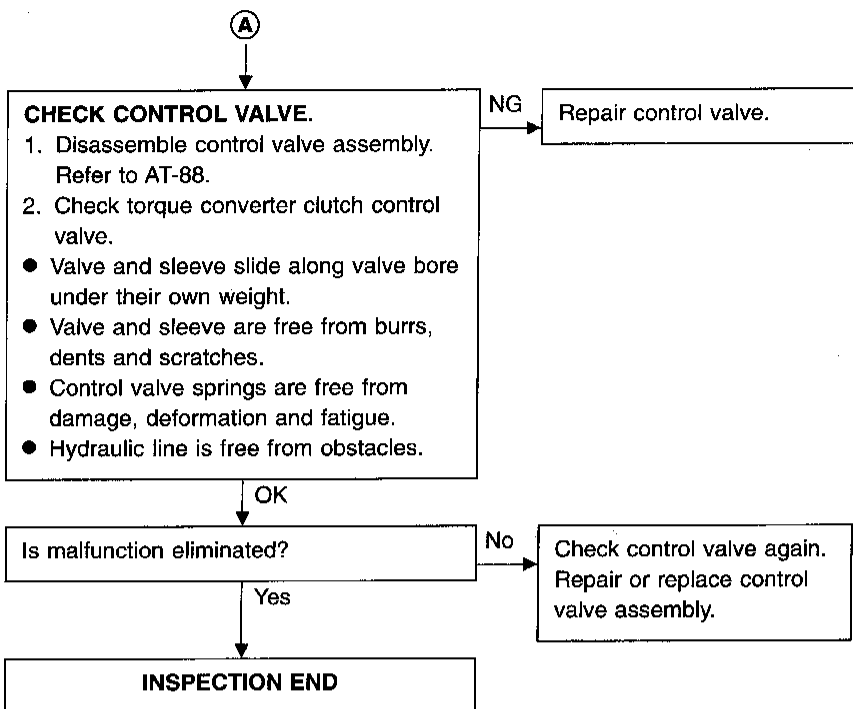 A
CHECK CONTROL VALVE.
1. Disassemble control valve assembly.
Refer to AT-88.
2. Check torque converter clutch control
valve.
● Valve and sleeve slide along valve bore
under their own weight.
● Valve and sleeve are free from burrs,
dents and scratches.
● Control valve springs are free from
damage, deformation and fatigue.
● Hydraulic line is free from obstacles.
NG
Repair control valve.
OK
Is malfunction eliminated?
No
Check control valve again.
Repair or replace control
valve assembly.
Yes
INSPECTION END